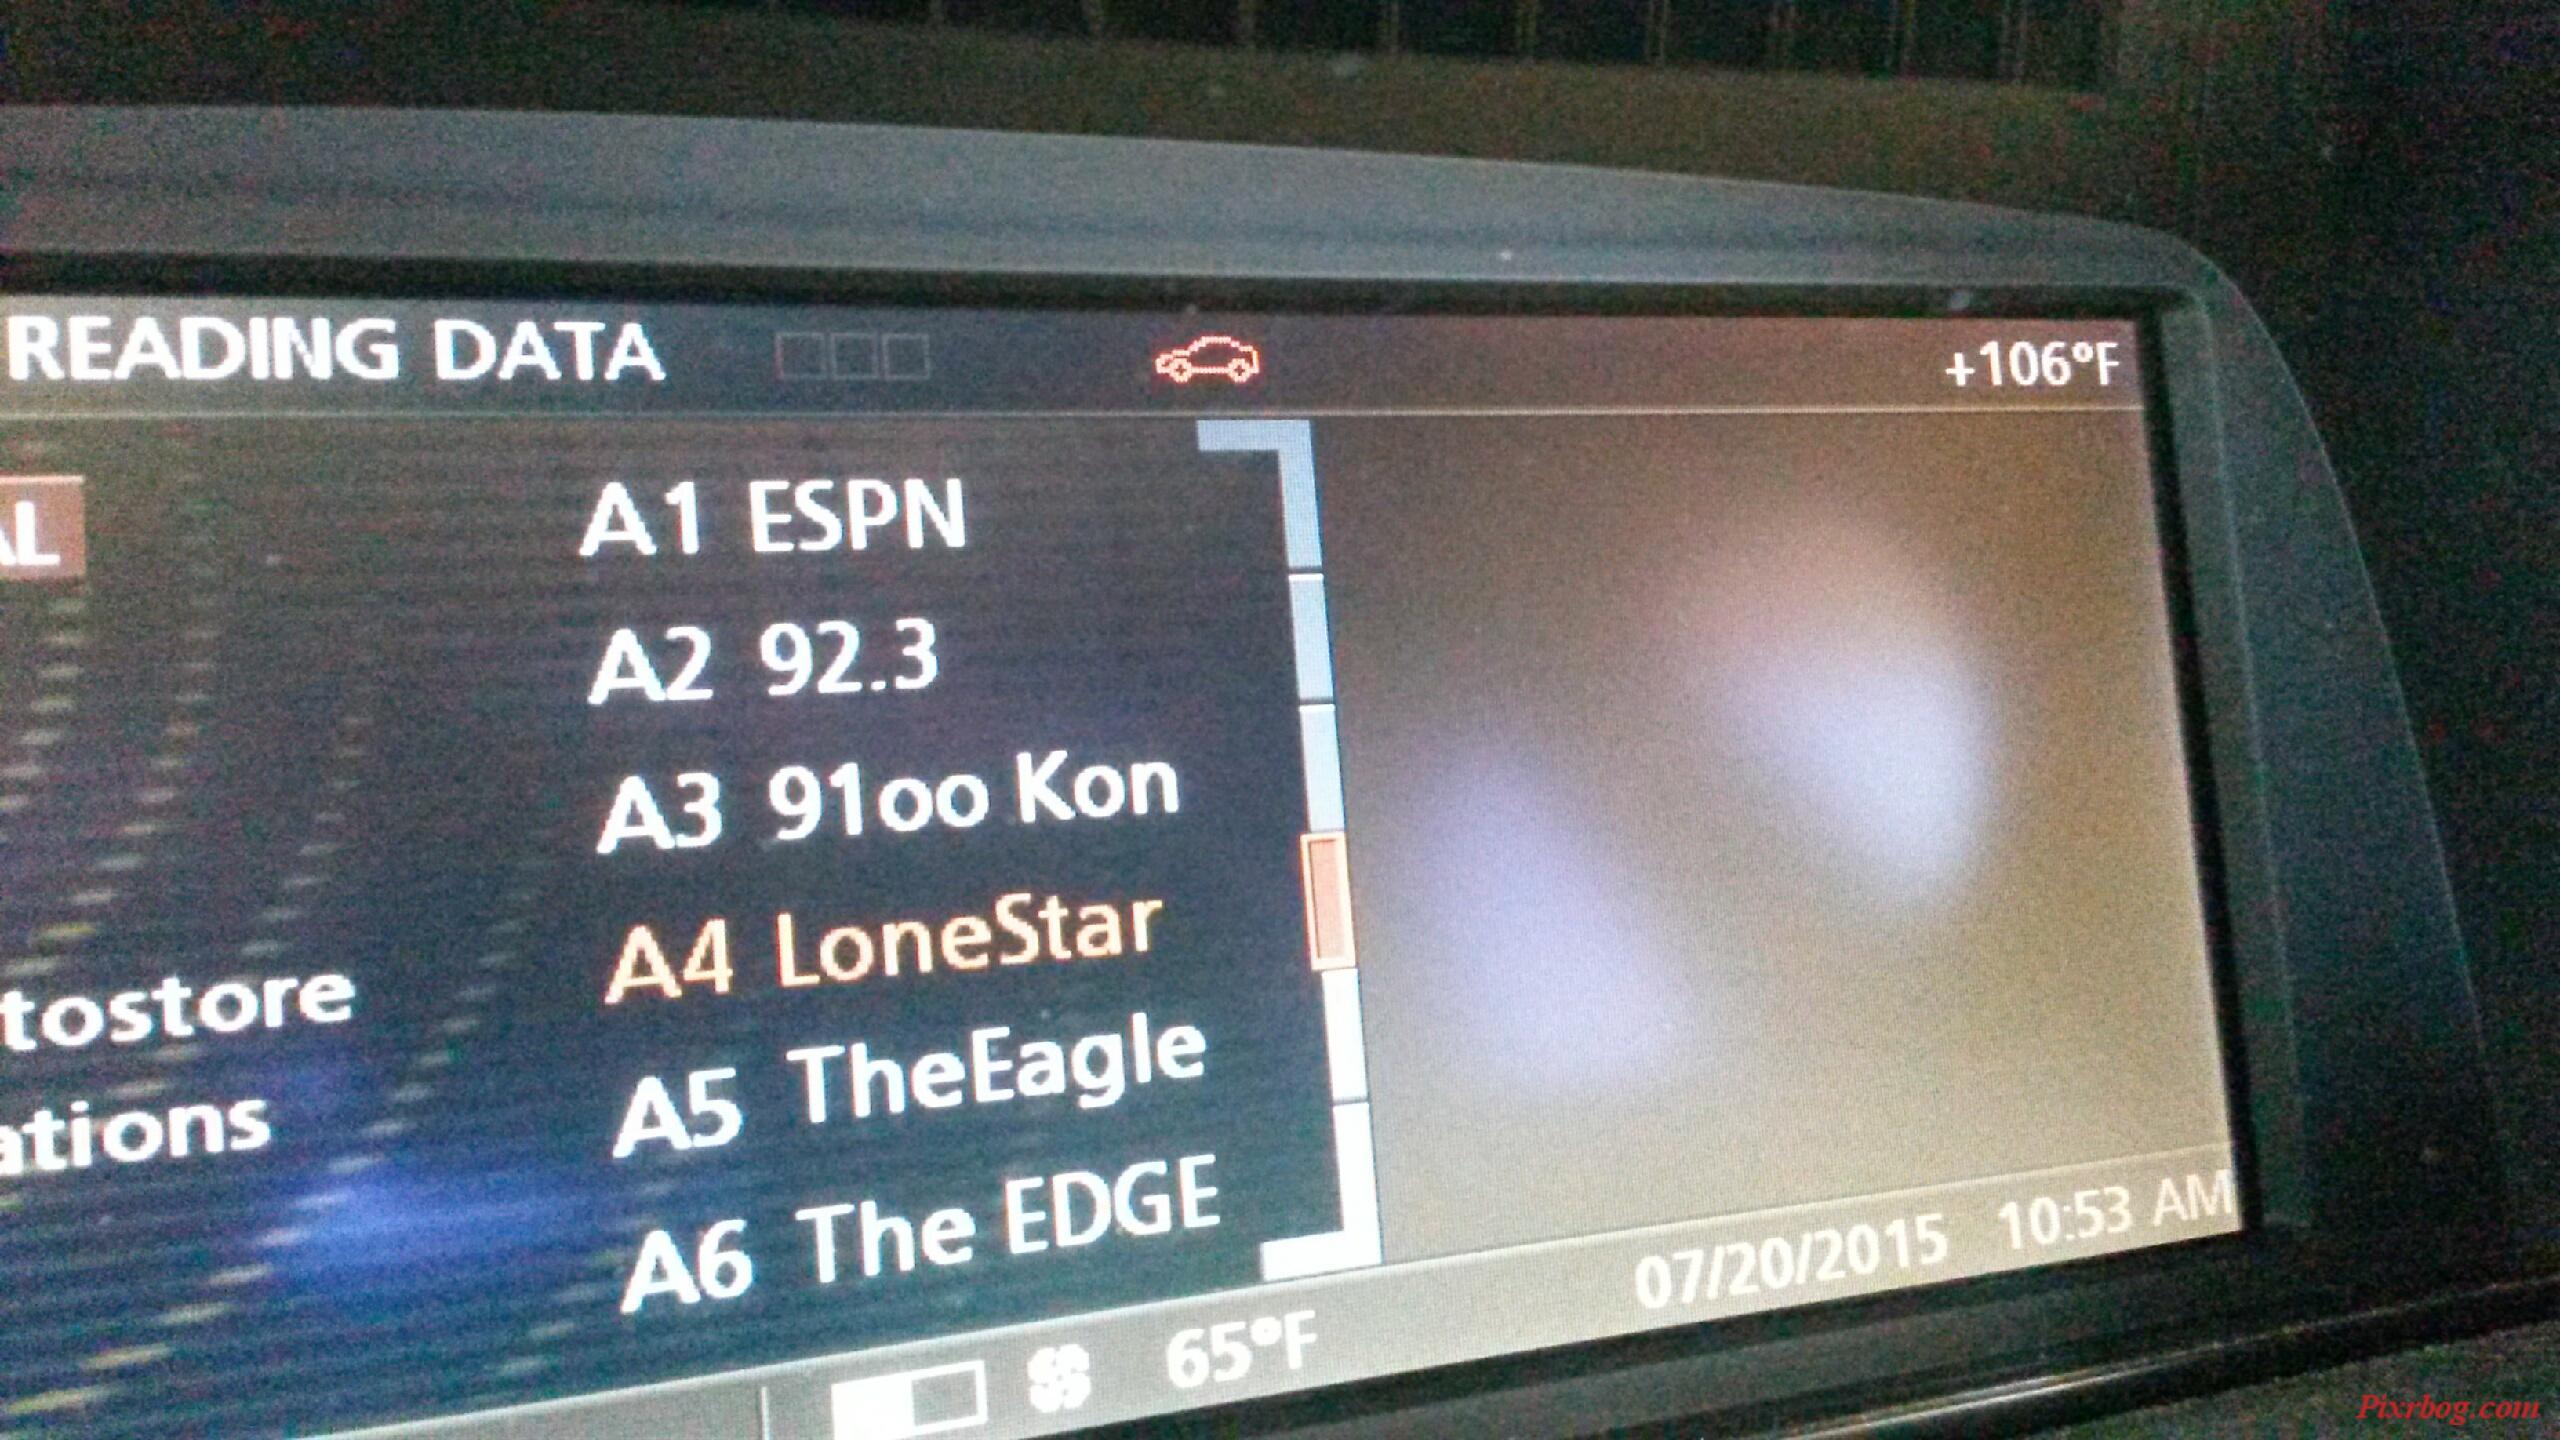 READING DATA +106°F
AL
A1 ESPN
A2 92.3
A3 91oo Kon
A4 LoneStar
tostore
A5 TheEagle
ations
A6 The EDGE
65°F 07/20/2015 10:53 AM
Pixrbog.com